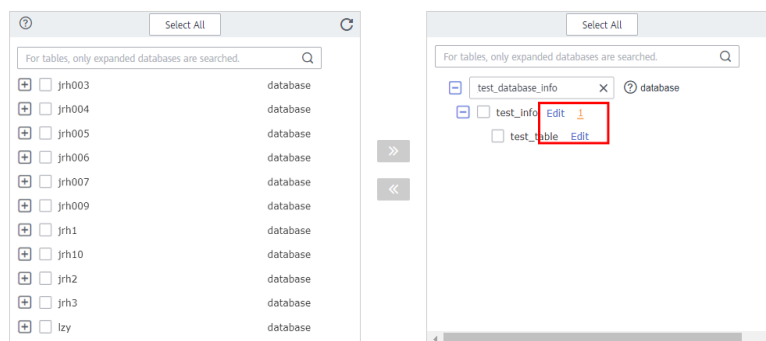 Select All
For tables, only expanded databases are searched.
jrh003 database
jrh004 database
jrh005 database
jrh006 database
jrh007 database
jrh009 database
jrh1 database
jrh10 database
jrh2 database
jrh3 database
lzy database
Select All
For tables, only expanded databases are searched.
test_database_info database
test_info Edit 1
test_table Edit